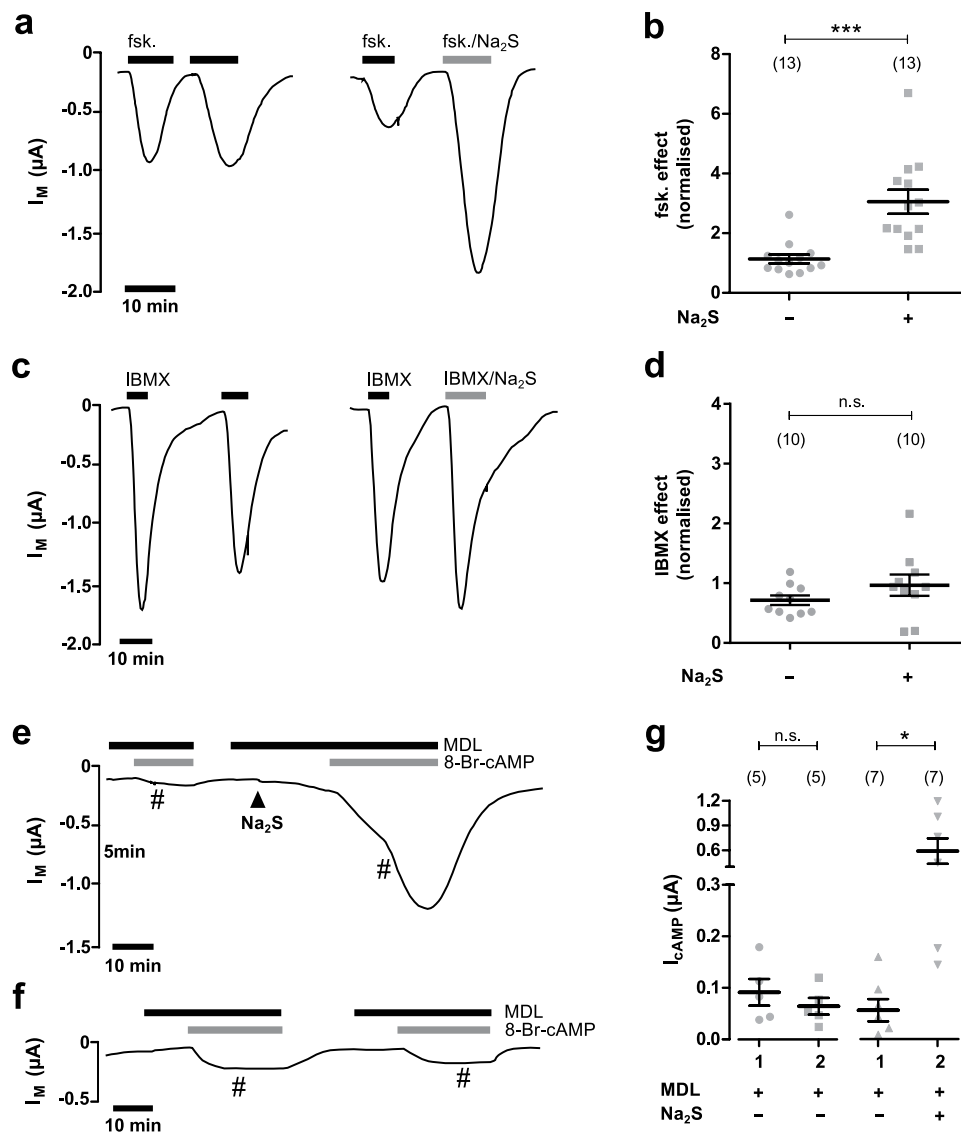 a
fsk.
fsk.
fsk./Na₂S
0
-0.5
-1.0
-1.5
-2.0
I_M (µA)
10 min
b
***
(13) (13)
8
6
4
2
0
fsk. effect
(normalised)
Na₂S − +
c
IBMX
IBMX
IBMX/Na₂S
0
-0.5
-1.0
-1.5
-2.0
I_M (µA)
10 min
d
n.s.
(10) (10)
4
3
2
1
0
IBMX effect
(normalised)
Na₂S − +
e
MDL
8-Br-cAMP
0
-0.5
-1.0
-1.5
I_M (µA)
#
Na₂S
#
5min
10 min
f
MDL
8-Br-cAMP
0
-0.5
I_M (µA)
# #
10 min
g
n.s. *
(5) (5) (7) (7)
1.2
0.9
0.6
0.3
0.2
0.1
0.0
I_cAMP (µA)
1 2 1 2
MDL + + + +
Na₂S − − − +